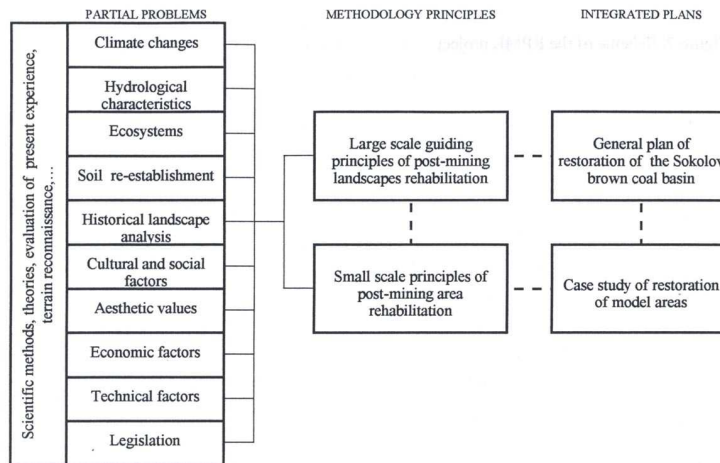 PARTIAL PROBLEMS
METHODOLOGY PRINCIPLES
INTEGRATED PLANS
Scientific methods, theories, evaluation of present experience,
terrain reconnaissance,…
Climate changes
Hydrological
characteristics
Ecosystems
Soil re-establishment
Historical landscape
analysis
Cultural and social
factors
Aesthetic values
Economic factors
Technical factors
Legislation
Large scale guiding
principles of post-mining
landscapes rehabilitation
Small scale principles of
post-mining area
rehabilitation
General plan of
restoration of the Sokolov
brown coal basin
Case study of restoration
of model areas